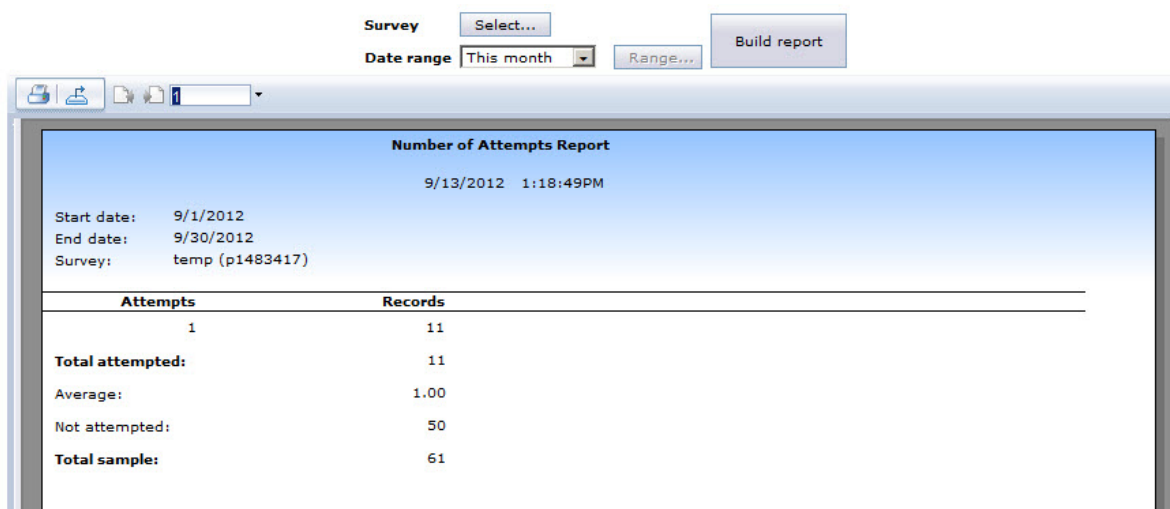 Survey Select...
Date range This month Range... Build report
1
Number of Attempts Report
9/13/2012 1:18:49PM
Start date: 9/1/2012
End date: 9/30/2012
Survey: temp (p1483417)
Attempts Records
1 11
Total attempted: 11
Average: 1.00
Not attempted: 50
Total sample: 61